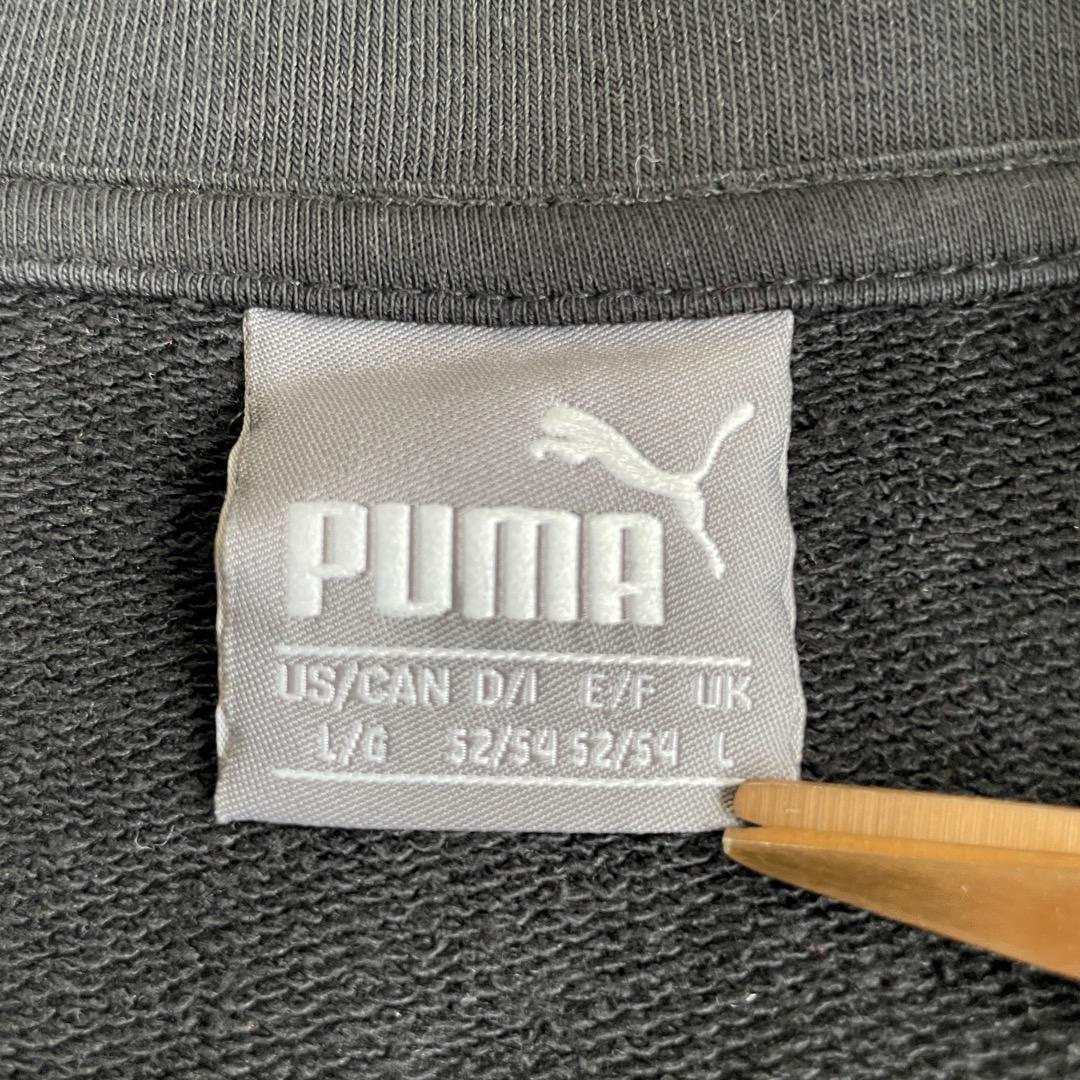 PUMA
US/CAN D/I E/F UK
L/G 52/54 52/54 L